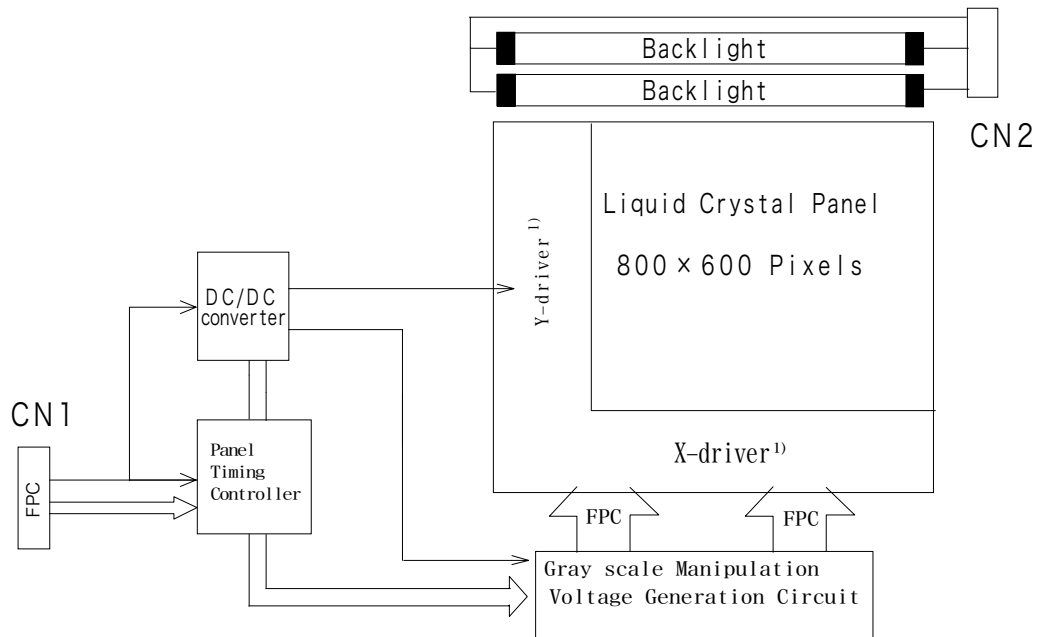 Backlight
Backlight
CN2
Liquid Crystal Panel
800×600 Pixels
Y-driver1)
DC/DC
converter
CN1
FPC
Panel
Timing
Controller
X-driver1)
FPC
FPC
Gray scale Manipulation
Voltage Generation Circuit